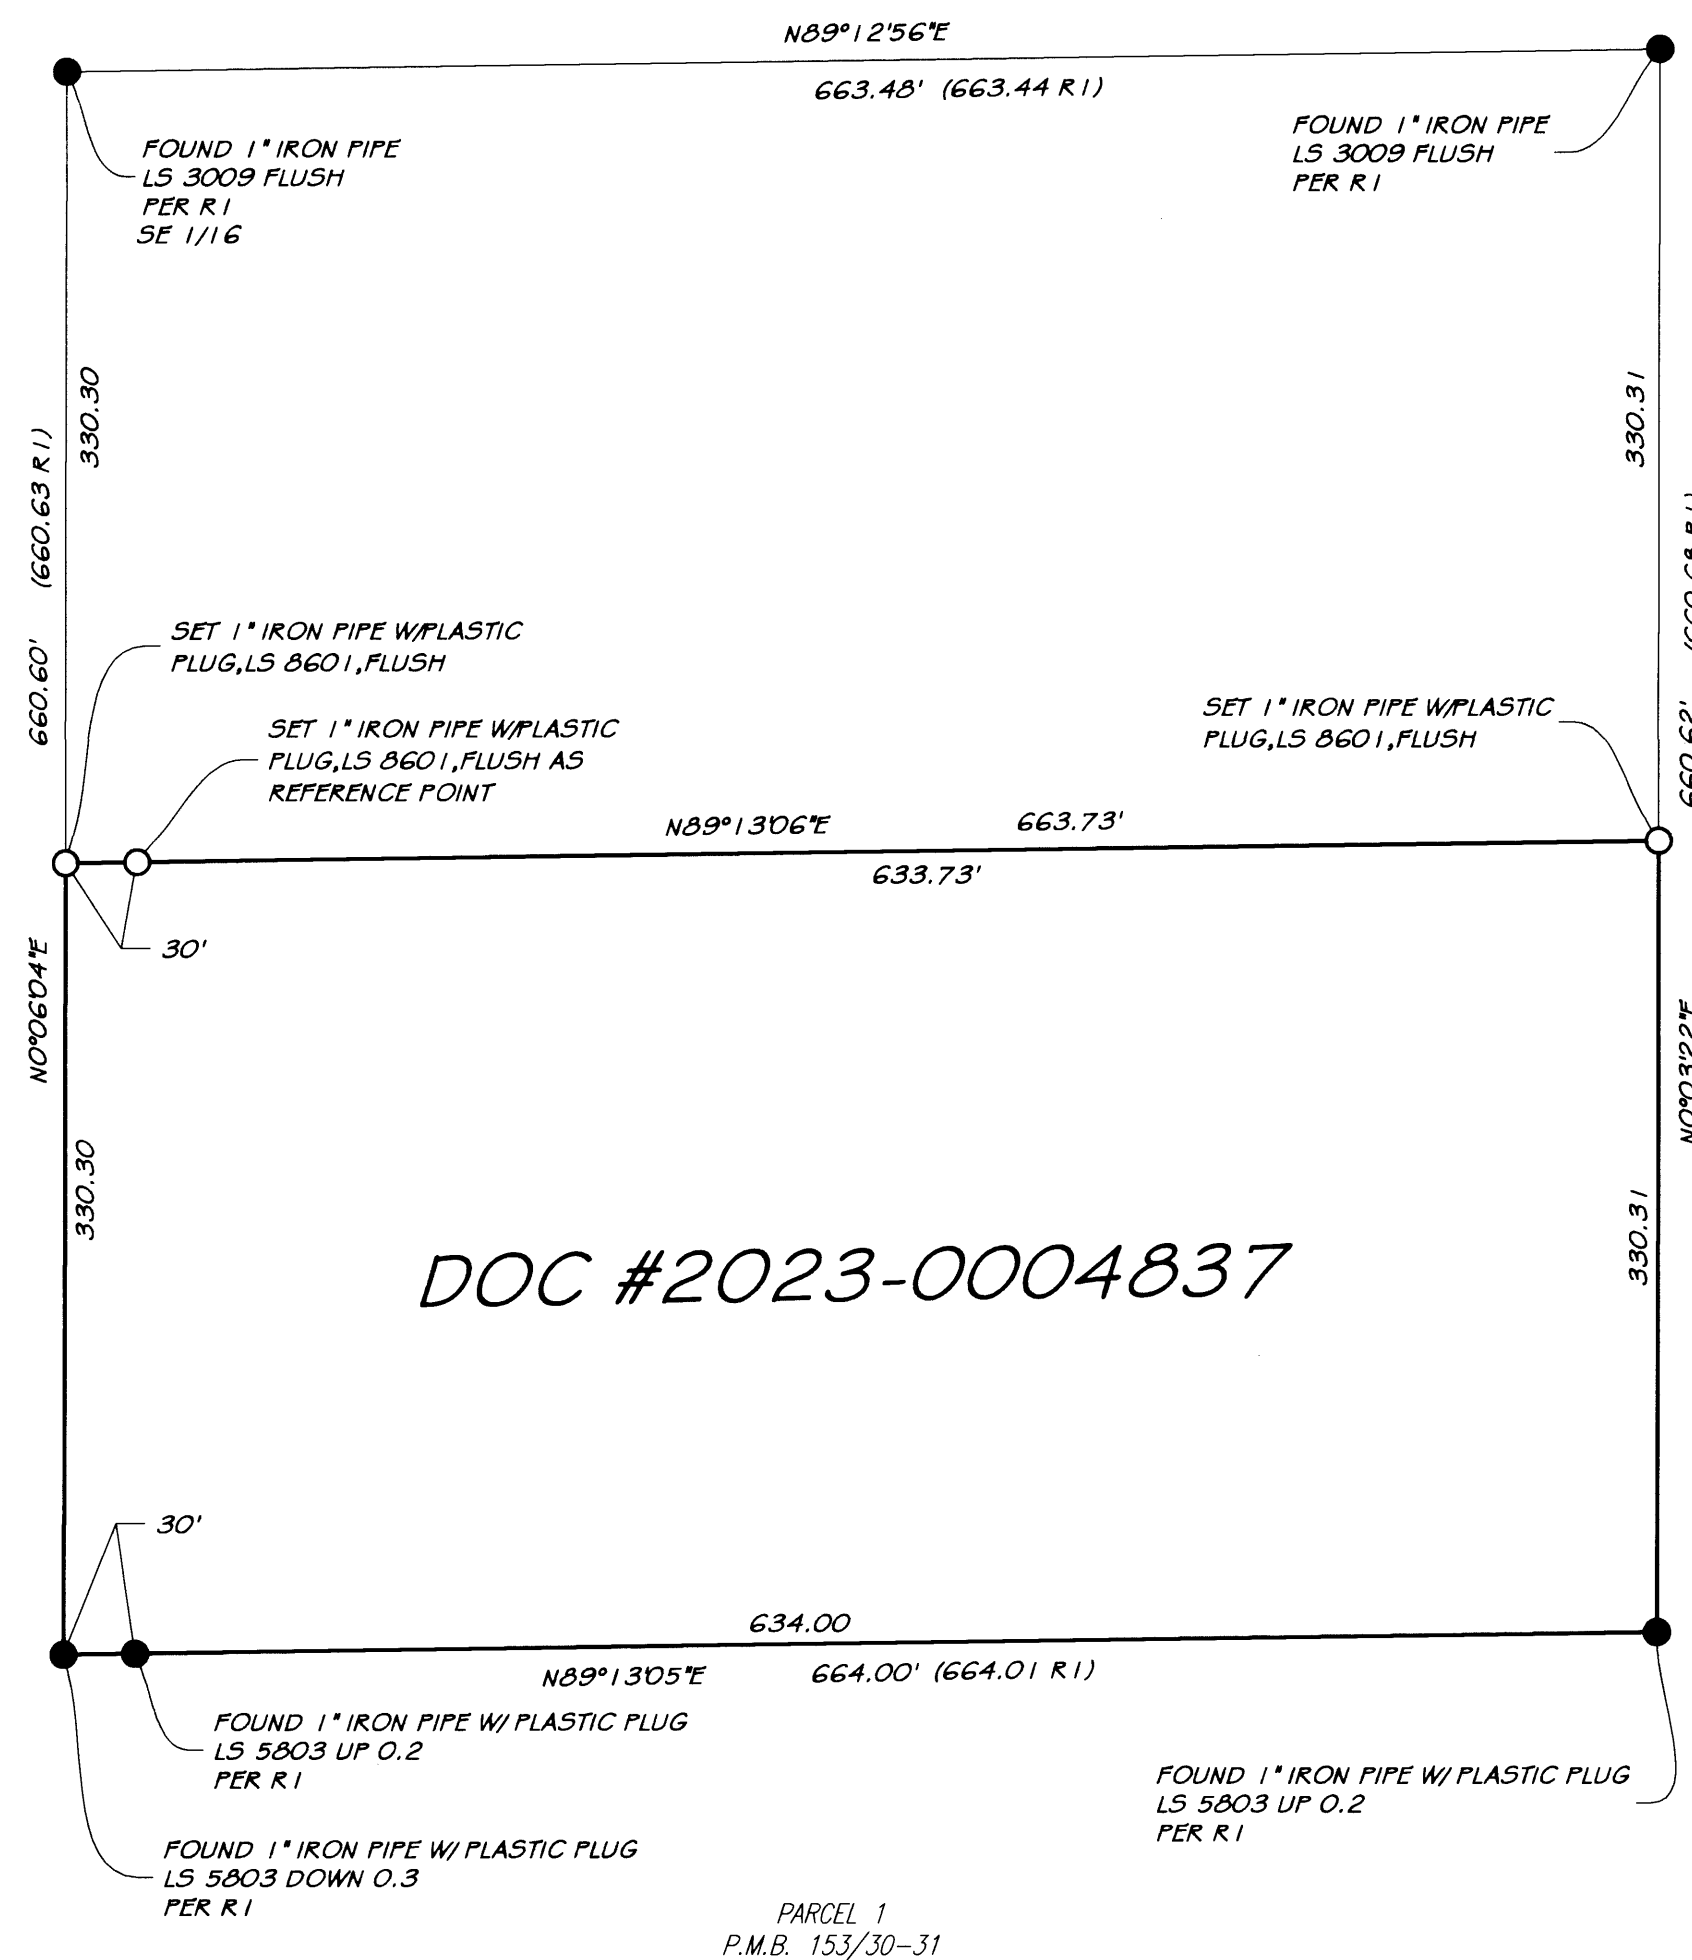 N89°12'56"E
663.48' (663.44 R1)
FOUND 1" IRON PIPE
LS 3009 FLUSH
PER R1
SE 1/16
FOUND 1" IRON PIPE
LS 3009 FLUSH
PER R1
330.30
330.31
660.60' (660.63 R1)
660.62'
SET 1" IRON PIPE W/PLASTIC
PLUG,LS 8601,FLUSH
SET 1" IRON PIPE W/PLASTIC
PLUG,LS 8601,FLUSH AS
REFERENCE POINT
SET 1" IRON PIPE W/PLASTIC
PLUG,LS 8601,FLUSH
N89°13'06"E 663.73'
633.73'
30'
N0°06'04"E
N0°03'22"E
330.30
330.31
DOC #2023-0004837
30'
634.00
N89°13'05"E 664.00' (664.01 R1)
FOUND 1" IRON PIPE W/ PLASTIC PLUG
LS 5803 UP 0.2
PER R1
FOUND 1" IRON PIPE W/ PLASTIC PLUG
LS 5803 UP 0.2
PER R1
FOUND 1" IRON PIPE W/ PLASTIC PLUG
LS 5803 DOWN 0.3
PER R1
PARCEL 1
P.M.B. 153/30-31